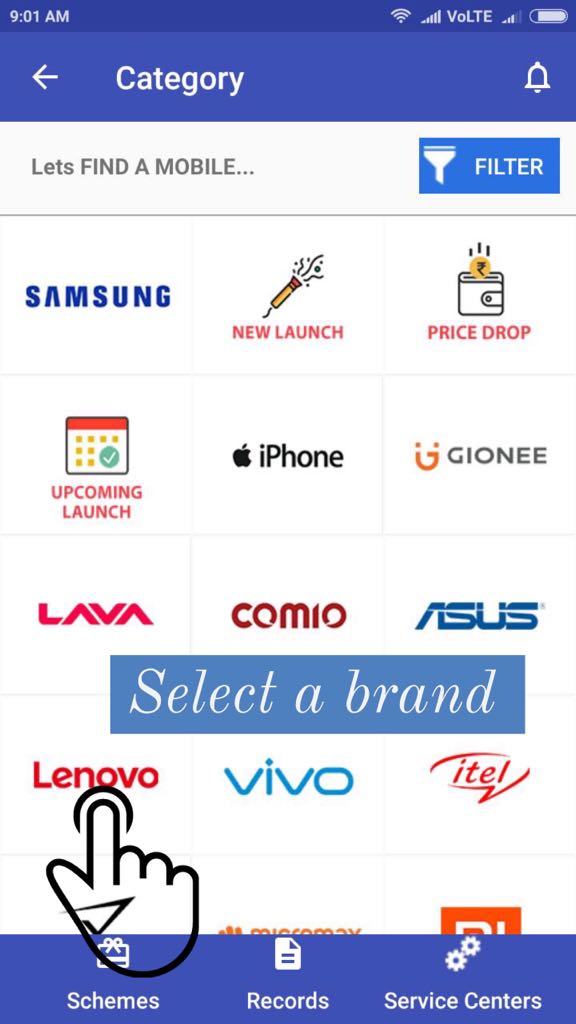 9:01 AM VoLTE
Category
Lets FIND A MOBILE...
FILTER
SAMSUNG
NEW LAUNCH
PRICE DROP
UPCOMING
LAUNCH
iPhone
GIONEE
LAVA
COMIO
ASUS
Select a brand
Lenovo
vivo
itel
micromax
MI
Schemes
Records
Service Centers